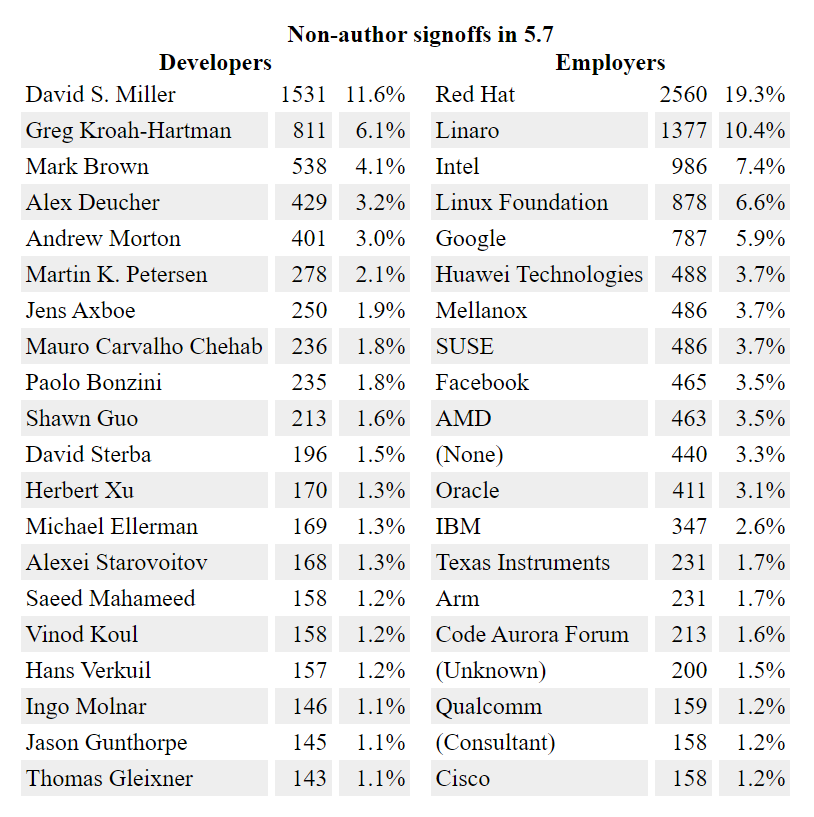 Non-author signoffs in 5.7
Developers Employers
David S. Miller 1531 11.6% Red Hat 2560 19.3%
Greg Kroah-Hartman 811 6.1% Linaro 1377 10.4%
Mark Brown 538 4.1% Intel 986 7.4%
Alex Deucher 429 3.2% Linux Foundation 878 6.6%
Andrew Morton 401 3.0% Google 787 5.9%
Martin K. Petersen 278 2.1% Huawei Technologies 488 3.7%
Jens Axboe 250 1.9% Mellanox 486 3.7%
Mauro Carvalho Chehab 236 1.8% SUSE 486 3.7%
Paolo Bonzini 235 1.8% Facebook 465 3.5%
Shawn Guo 213 1.6% AMD 463 3.5%
David Sterba 196 1.5% (None) 440 3.3%
Herbert Xu 170 1.3% Oracle 411 3.1%
Michael Ellerman 169 1.3% IBM 347 2.6%
Alexei Starovoitov 168 1.3% Texas Instruments 231 1.7%
Saeed Mahameed 158 1.2% Arm 231 1.7%
Vinod Koul 158 1.2% Code Aurora Forum 213 1.6%
Hans Verkuil 157 1.2% (Unknown) 200 1.5%
Ingo Molnar 146 1.1% Qualcomm 159 1.2%
Jason Gunthorpe 145 1.1% (Consultant) 158 1.2%
Thomas Gleixner 143 1.1% Cisco 158 1.2%